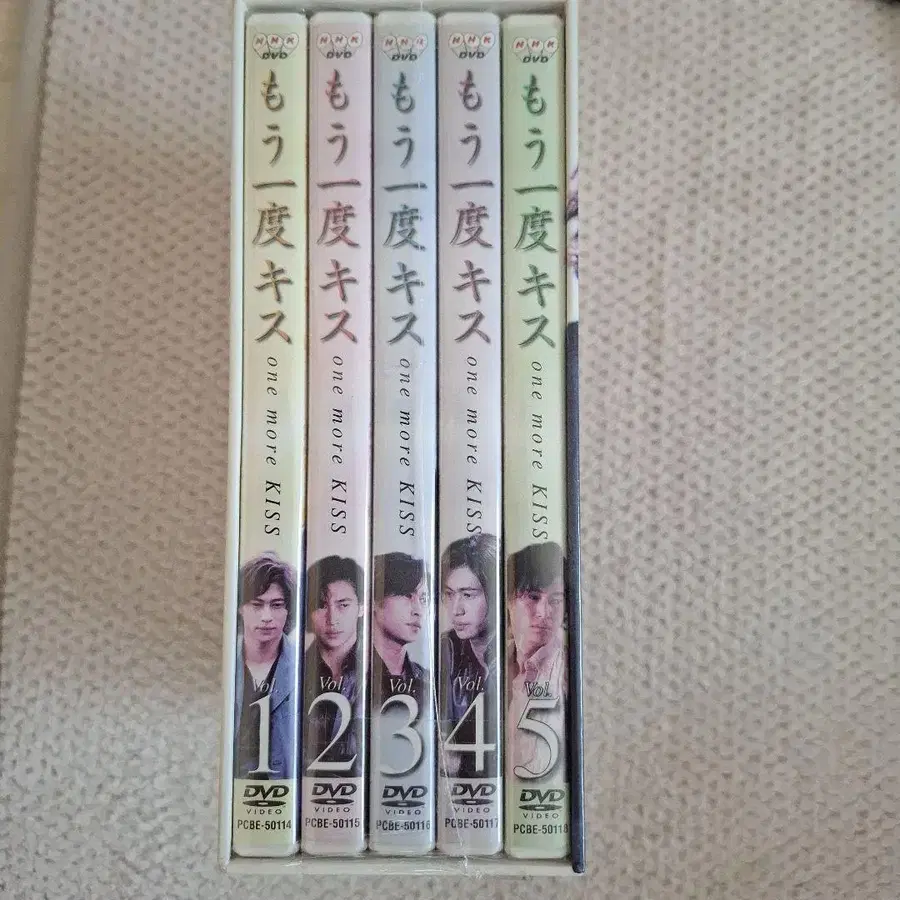 NHK
DVD
もう一度キス
one more KISS
Vol.
1
DVD
VIDEO
PCBE-50114
NHK
DVD
もう一度キス
one more KISS
Vol.
2
DVD
VIDEO
PCBE-50115
NHK
DVD
もう一度キス
one more KISS
Vol.
3
DVD
VIDEO
PCBE-50116
NHK
DVD
もう一度キス
one more KISS
Vol.
4
DVD
VIDEO
PCBE-50117
NHK
DVD
もう一度キス
one more KISS
Vol.
5
DVD
VIDEO
PCBE-50118